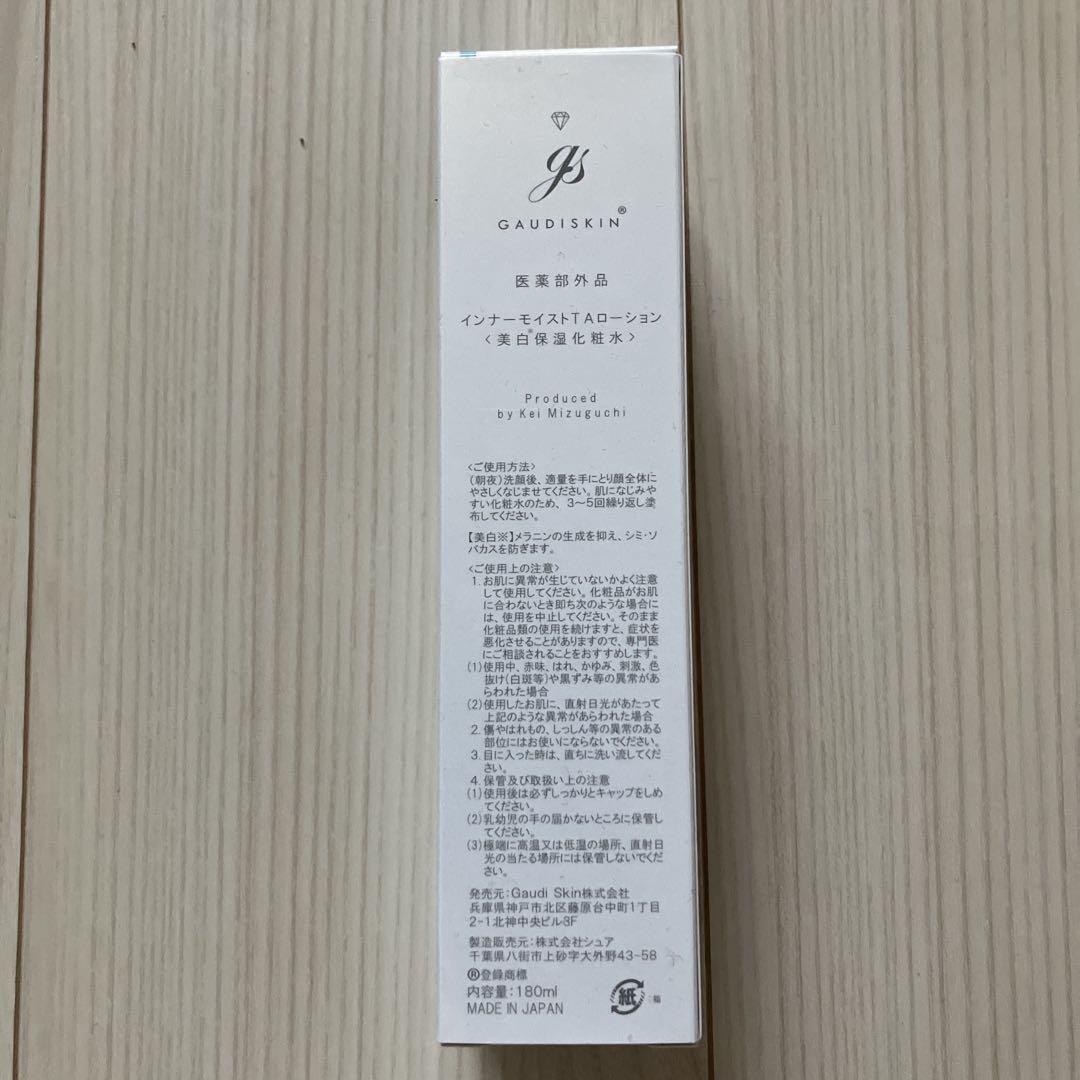 gs
GAUDISKIN®
医薬部外品
インナーモイストTAローション
<美白※保湿化粧水>
Produced
by Kei Mizuguchi
<ご使用方法>
(朝夜)洗顔後、適量を手にとり顔全体に
やさしくなじませてください。肌になじみや
すい化粧水のため、3〜5回繰り返し塗
布してください。
【美白※】メラニンの生成を抑え、シミ・ソ
バカスを防ぎます。
<ご使用上の注意>
1. お肌に異常が生じていないかよく注意
して使用してください。化粧品がお肌
に合わないとき即ち次のような場合に
は、使用を中止してください。そのまま
化粧品類の使用を続けますと、症状を
悪化させることがありますので、専門医
にご相談されることをおすすめします。
(1)使用中、赤味、はれ、かゆみ、刺激、色
抜け(白斑等)や黒ずみ等の異常があ
らわれた場合
(2)使用したお肌に、直射日光があたって
上記のような異常があらわれた場合
2. 傷やはれもの、しっしん等の異常のある
部位にはお使いにならないでください。
3. 目に入った時は、直ちに洗い流してくだ
さい。
4. 保管及び取扱い上の注意
(1)使用後は必ずしっかりとキャップをしめ
てください。
(2)乳幼児の手の届かないところに保管し
てください。
(3)極端に高温又は低温の場所、直射日
光の当たる場所には保管しないでくだ
さい。
発売元:Gaudi Skin株式会社
兵庫県神戸市北区藤原台中町1丁目
2-1北神中央ビル3F
製造販売元:株式会社シュア
千葉県八街市上砂字大外野43-58
®登録商標
内容量:180ml
MADE IN JAPAN
紙 箱